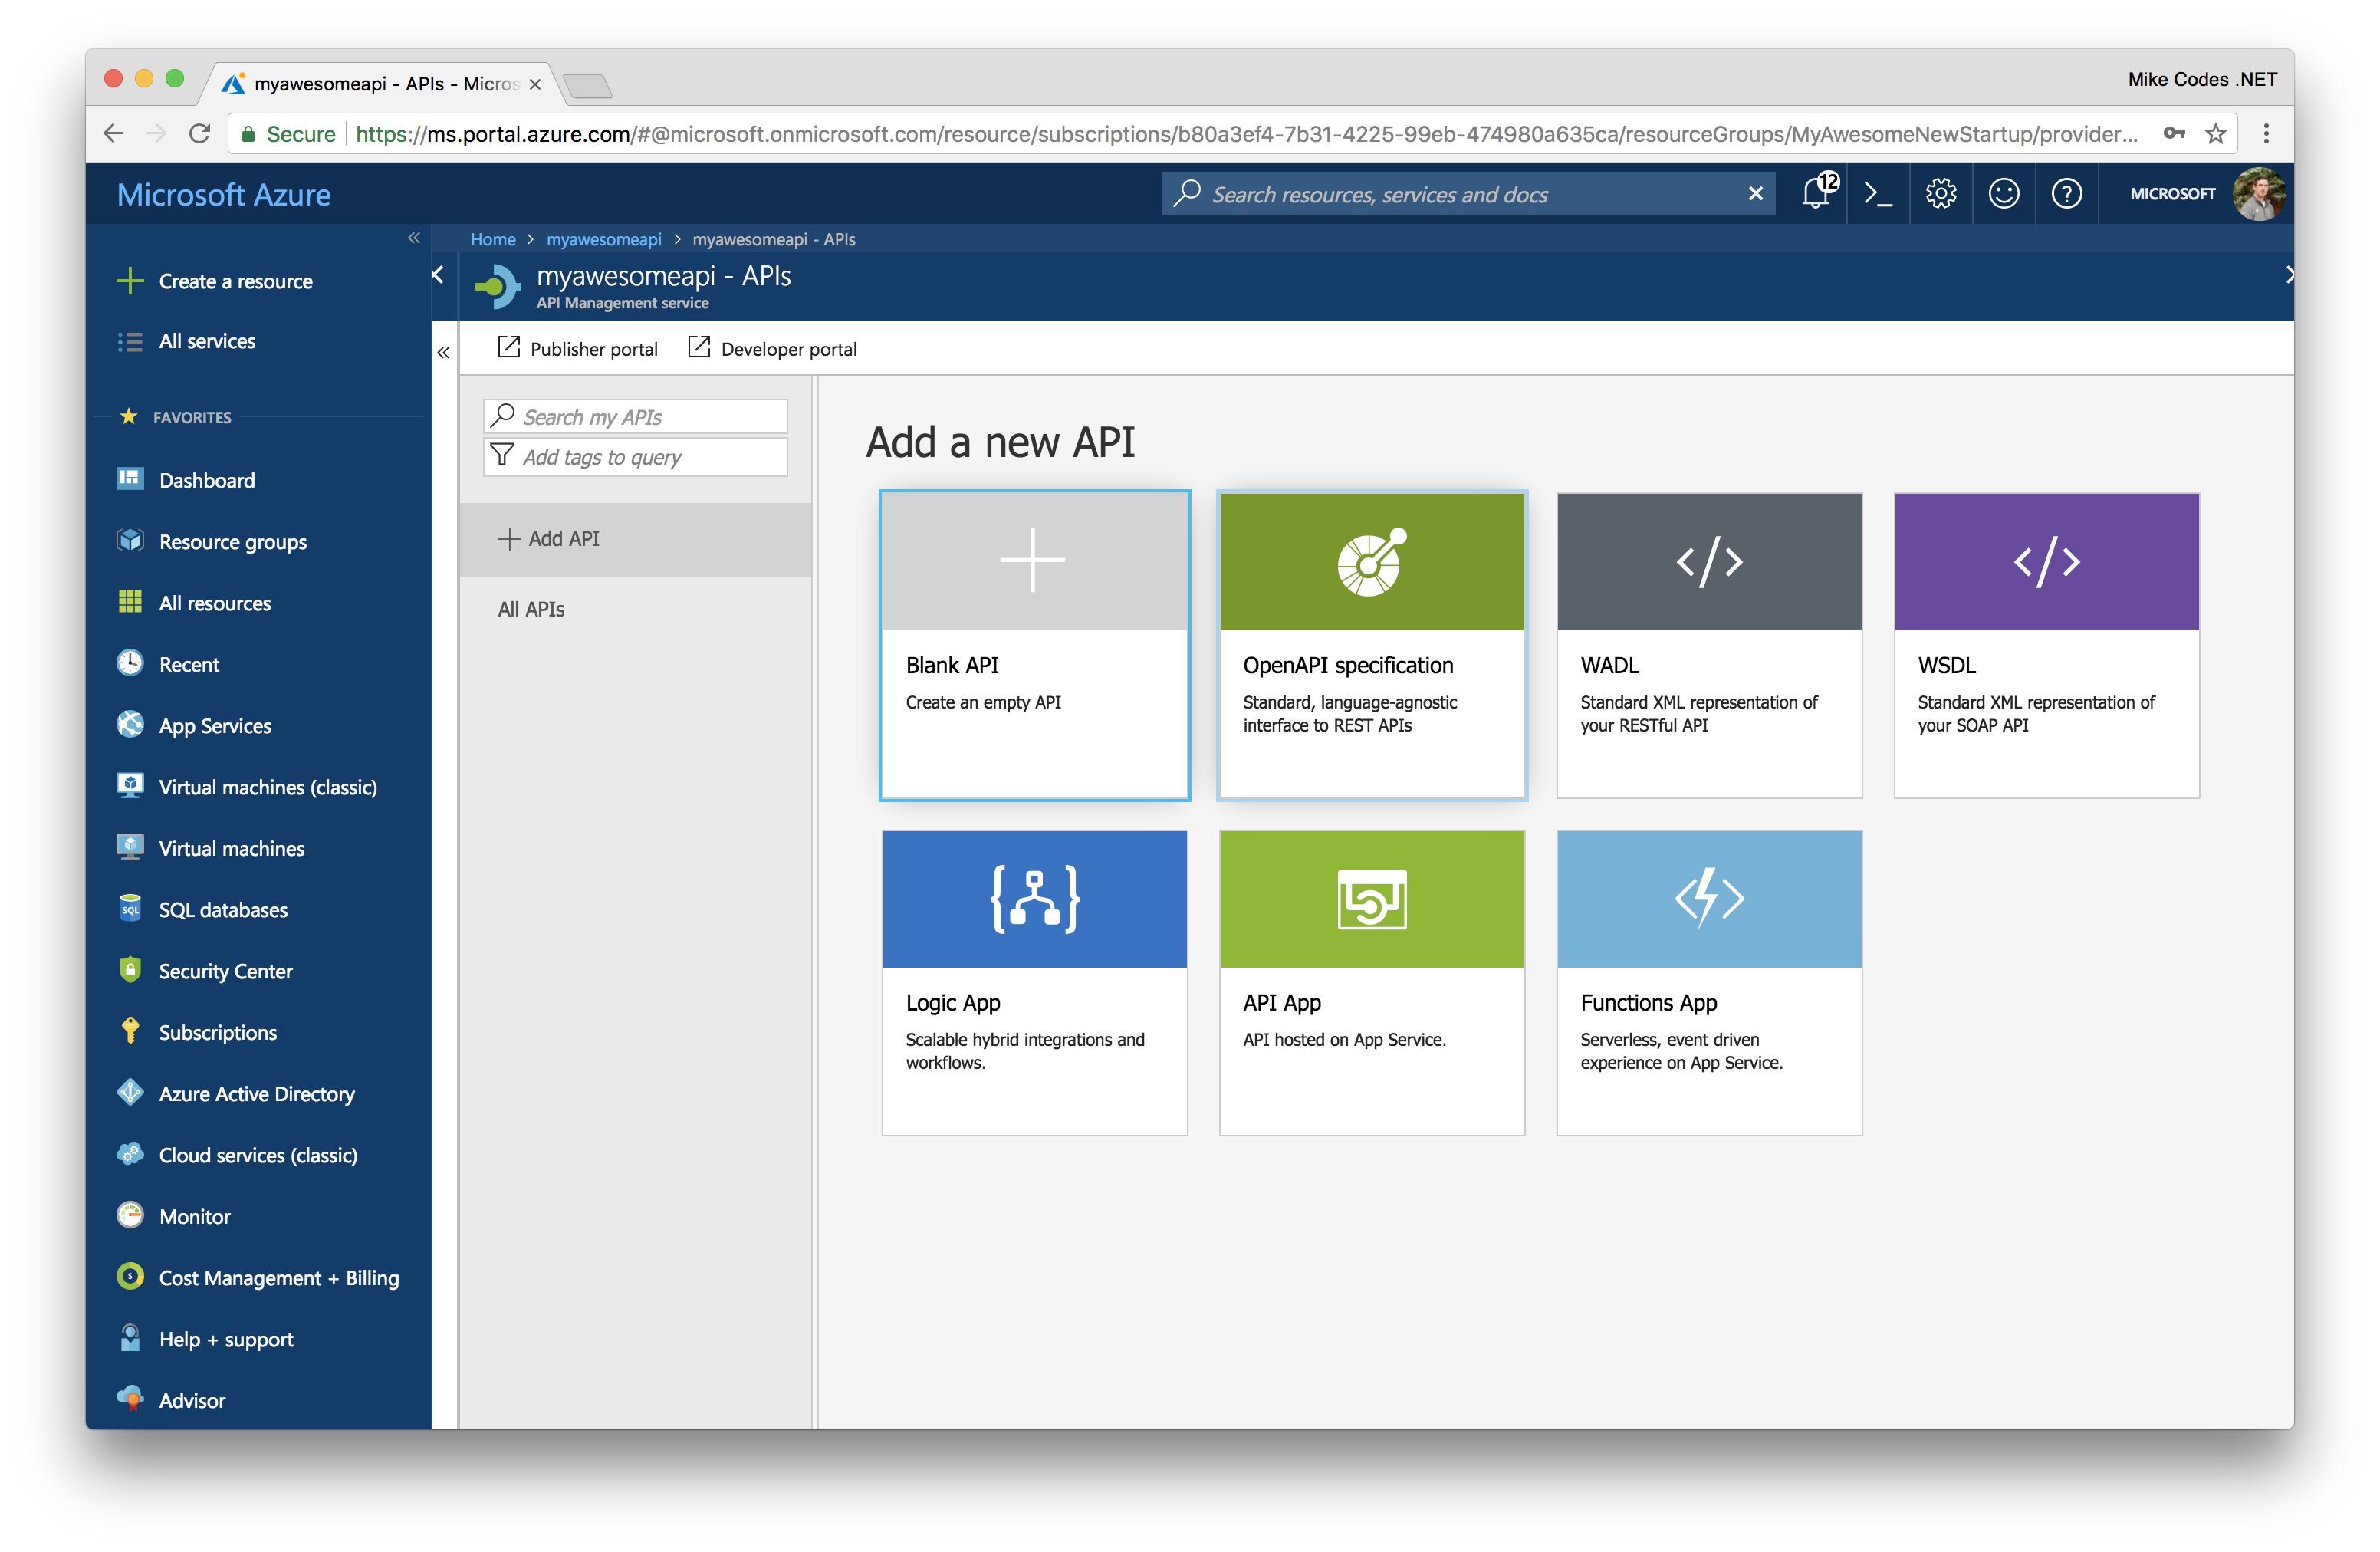 myawesomeapi - APIs - Micros
Mike Codes .NET
Secure
https://ms.portal.azure.com/#@microsoft.onmicrosoft.com/resource/subscriptions/b80a3ef4-7b31-4225-99eb-474980a635ca/resourceGroups/MyAwesomeNewStartup/provider...
Microsoft Azure
Search resources, services and docs
12
MICROSOFT
Home > myawesomeapi > myawesomeapi - APIs
myawesomeapi - APIs
API Management service
Create a resource
All services
FAVORITES
Dashboard
Resource groups
All resources
Recent
App Services
Virtual machines (classic)
Virtual machines
SQL
SQL databases
Security Center
Subscriptions
Azure Active Directory
Cloud services (classic)
Monitor
$
Cost Management + Billing
Help + support
Advisor
Publisher portal
Developer portal
Search my APIs
Add tags to query
Add API
All APIs
Add a new API
Blank API
Create an empty API
OpenAPI specification
Standard, language-agnostic
interface to REST APIs
WADL
Standard XML representation of
your RESTful API
WSDL
Standard XML representation of
your SOAP API
Logic App
Scalable hybrid integrations and
workflows.
API App
API hosted on App Service.
Functions App
Serverless, event driven
experience on App Service.